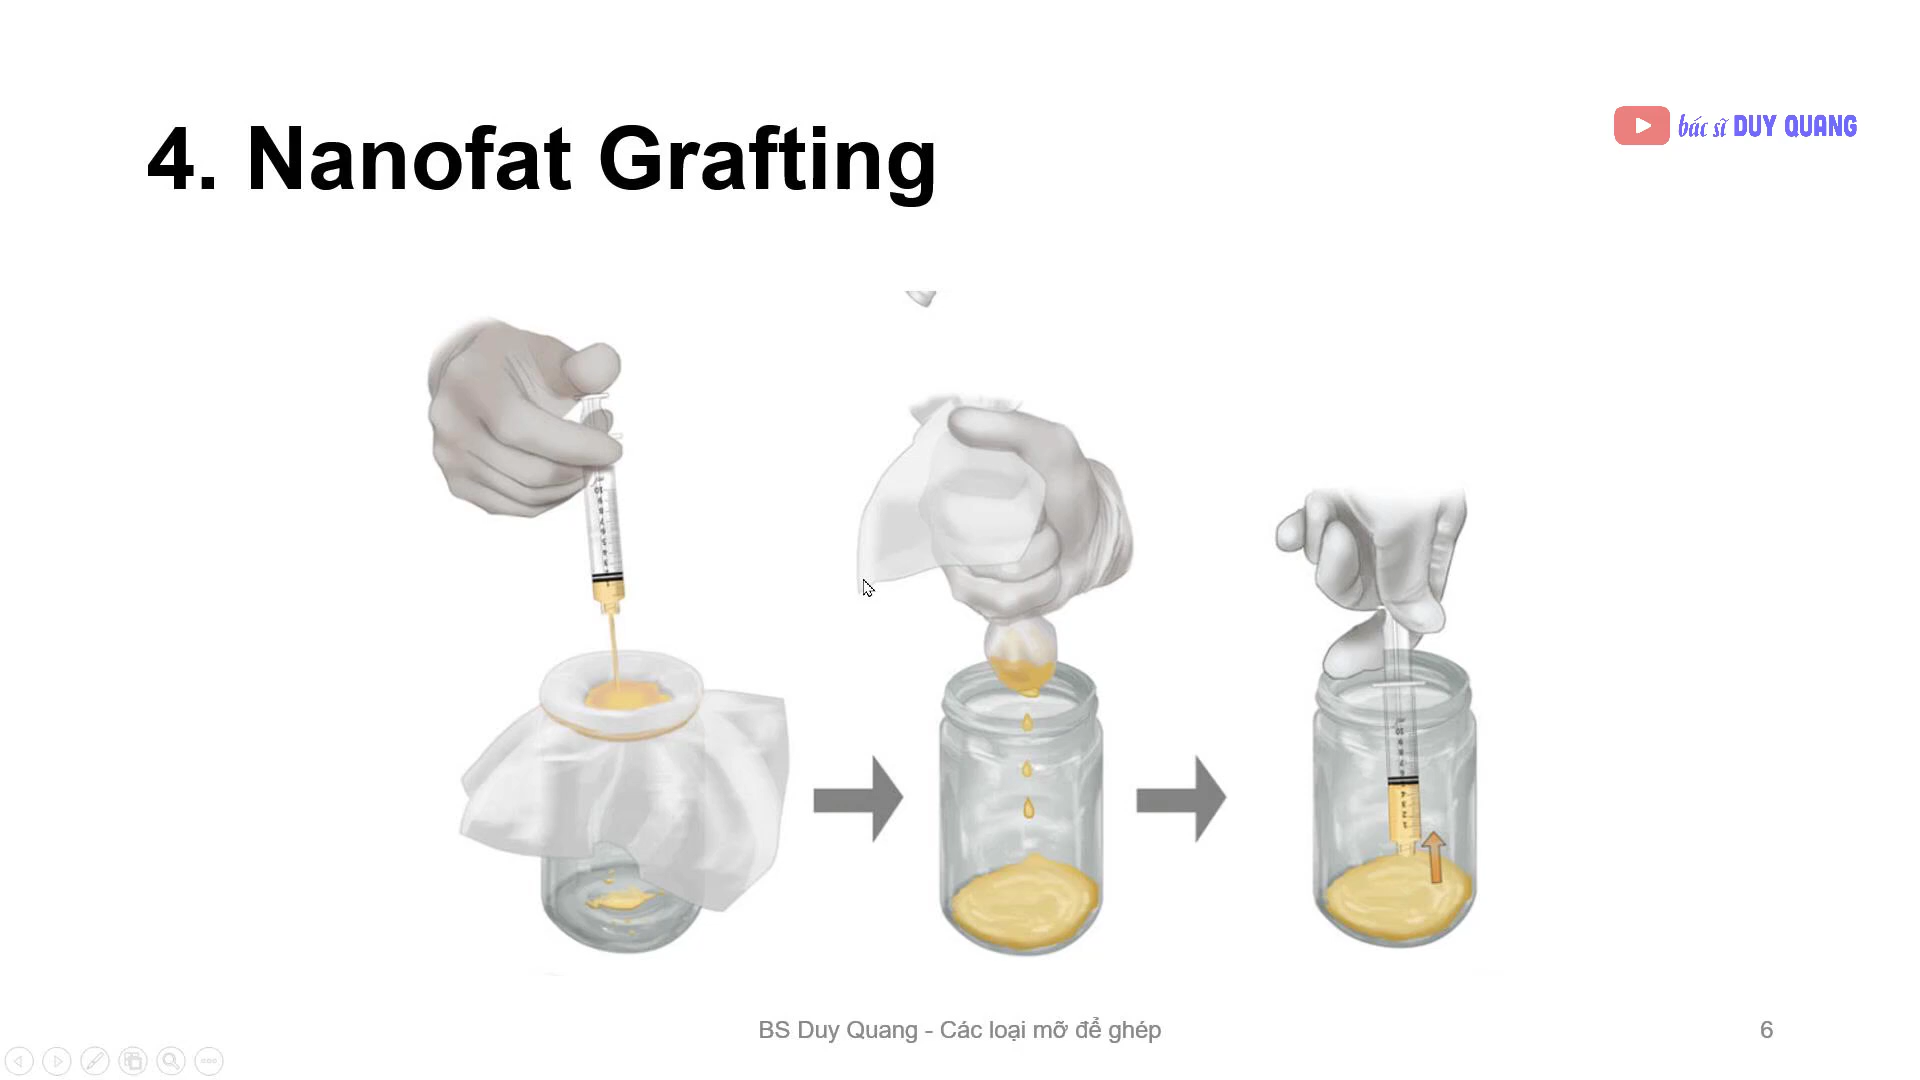 4. Nanofat Grafting
bác sĩ DUY QUANG
BS Duy Quang - Các loại mỡ để ghép
6